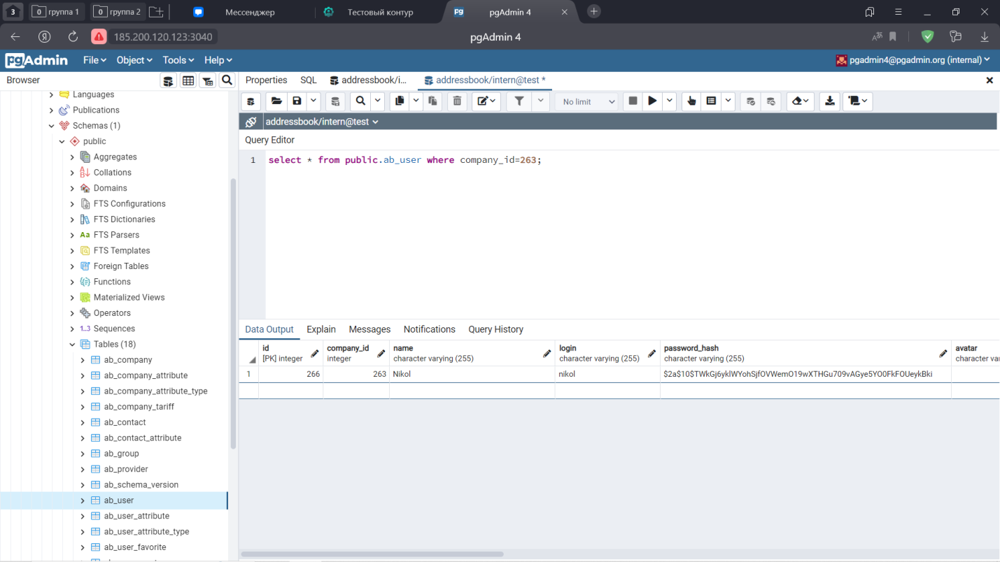 3 0 группа 1 0 группа 2 Мессенджер Тестовый контур pgAdmin 4
185.200.120.123:3040 pgAdmin 4
pgAdmin File Object Tools Help pgadmin4@pgadmin.org (internal)
Browser Properties SQL addressbook/i... addressbook/intern@test *
No limit
addressbook/intern@test
Query Editor
1 select * from public.ab_user where company_id=263;
Languages
Publications
Schemas (1)
public
Aggregates
Collations
Domains
FTS Configurations
FTS Dictionaries
Aa FTS Parsers
FTS Templates
Foreign Tables
Functions
Materialized Views
Operators
1..3 Sequences
Tables (18)
ab_company
ab_company_attribute
ab_company_attribute_type
ab_company_tariff
ab_contact
ab_contact_attribute
ab_group
ab_provider
ab_schema_version
ab_user
ab_user_attribute
ab_user_attribute_type
ab_user_favorite
Data Output Explain Messages Notifications Query History
id company_id name login password_hash avatar
[PK] integer integer character varying (255) character varying (255) character varying (255) character va
1 266 263 Nikol nikol $2a$10$TWkGj6yklWYohSjfOVWemO19wXTHGu709vAGye5YO0FkFOUeykBki